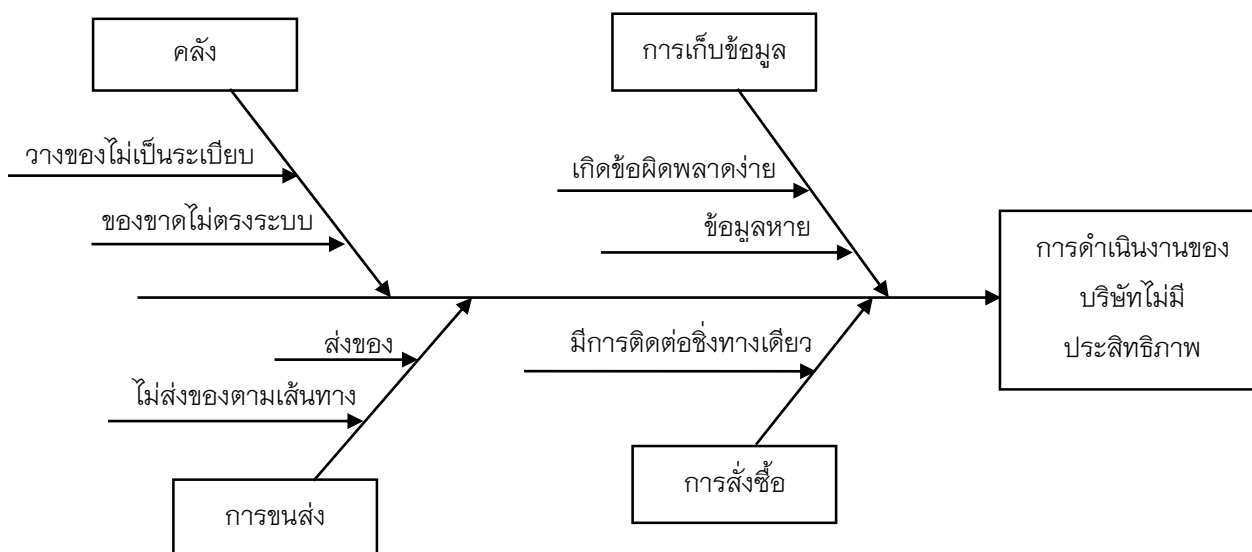 คลัง
การเก็บข้อมูล
วางของไม่เป็นระเบียบ
เกิดข้อผิดพลาดง่าย
ของขาดไม่ตรงระบบ
ข้อมูลหาย
การดำเนินงานของ
บริษัทไม่มี
ประสิทธิภาพ
ส่งของ
มีการติดต่อชิ่งทางเดียว
ไม่ส่งของตามเส้นทาง
การสั่งซื้อ
การขนส่ง